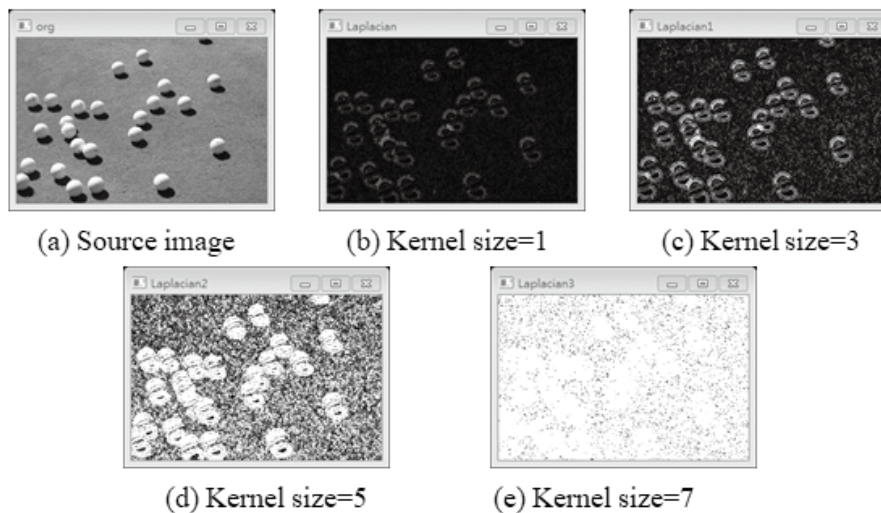 org
Laplacian
Laplacian1
(a) Source image
(b) Kernel size=1
(c) Kernel size=3
Laplacian2
Laplacian3
(d) Kernel size=5
(e) Kernel size=7